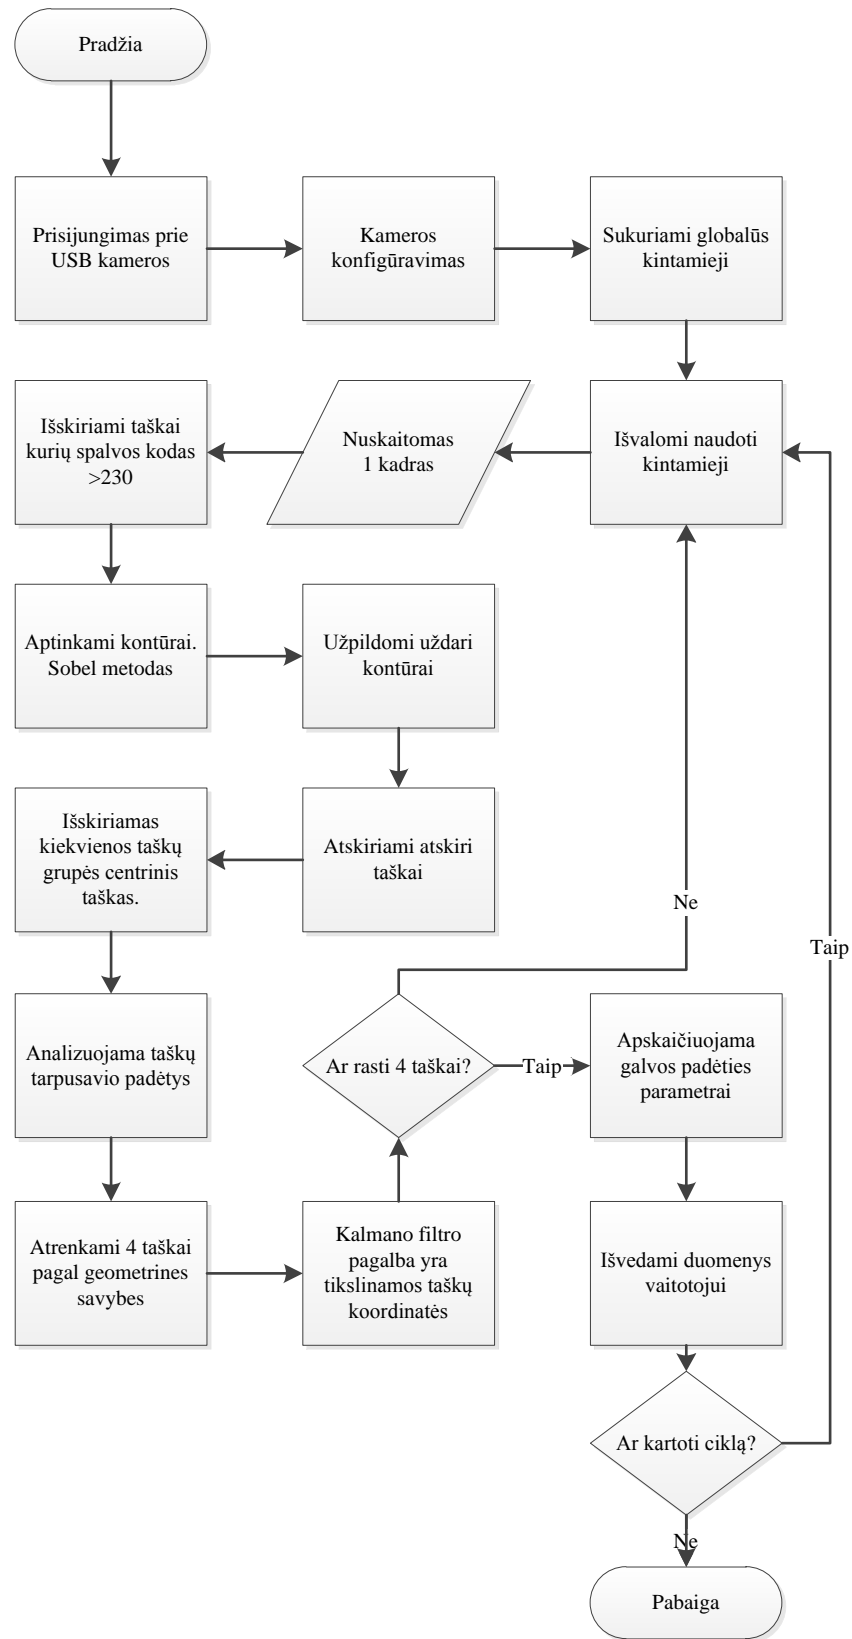 Pradžia
Prisijungimas prie
USB kameros
Kameros
konfigūravimas
Sukuriami globalūs
kintamieji
Išvalomi naudoti
kintamieji
Nuskaitomas
1 kadras
Išskiriami taškai
kurių spalvos kodas
>230
Aptinkami kontūrai.
Sobel metodas
Užpildomi uždari
kontūrai
Atskiriami atskiri
taškai
Išskiriamas
kiekvienos taškų
grupės centrinis
taškas.
Analizuojama taškų
tarpusavio padėtys
Atrenkami 4 taškai
pagal geometrines
savybes
Kalmano filtro
pagalba yra
tikslinamos taškų
koordinatės
Ar rasti 4 taškai?
Ne
Taip
Apskaičiuojama
galvos padėties
parametrai
Išvedami duomenys
vaitotojui
Ar kartoti ciklą?
Taip
Ne
Pabaiga